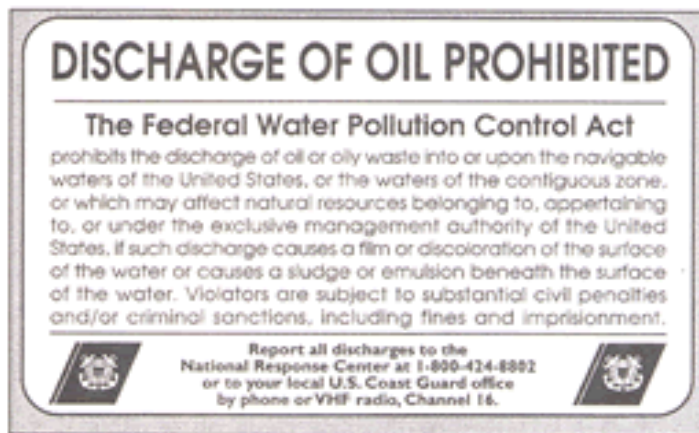 DISCHARGE OF OIL PROHIBITED
The Federal Water Pollution Control Act
prohibits the discharge of oil or oily waste into or upon the navigable
waters of the United States, or the waters of the contiguous zone,
or which may affect natural resources belonging to, appertaining
to, or under the exclusive management authority of the United
States, if such discharge causes a film or discoloration of the surface
of the water or causes a sludge or emulsion beneath the surface
of the water. Violators are subject to substantial civil penalties
and/or criminal sanctions, including fines and imprisionment.
Report all discharges to the
National Response Center at 1-800-424-8802
or to your local U.S. Coast Guard office
by phone or VHF radio, Channel 16.